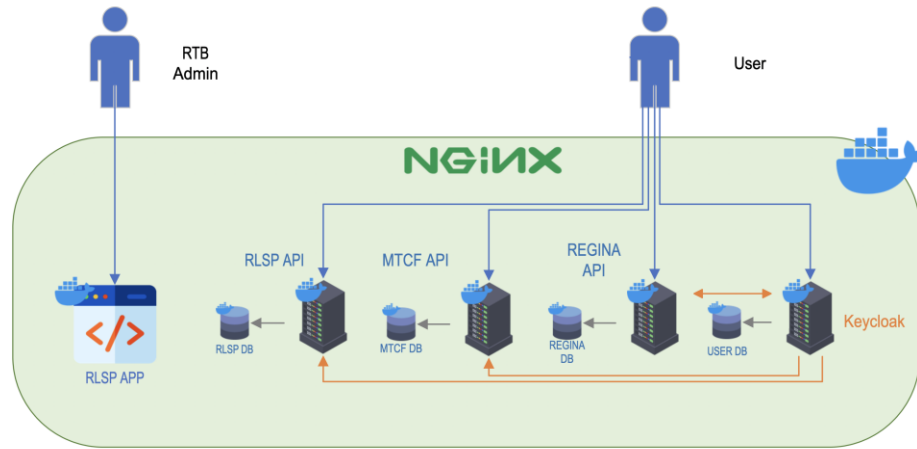 RTB
Admin
User
NGiNX
RLSP API
MTCF API
REGINA
API
Keycloak
RLSP DB
MTCF DB
REGINA
DB
USER DB
RLSP APP